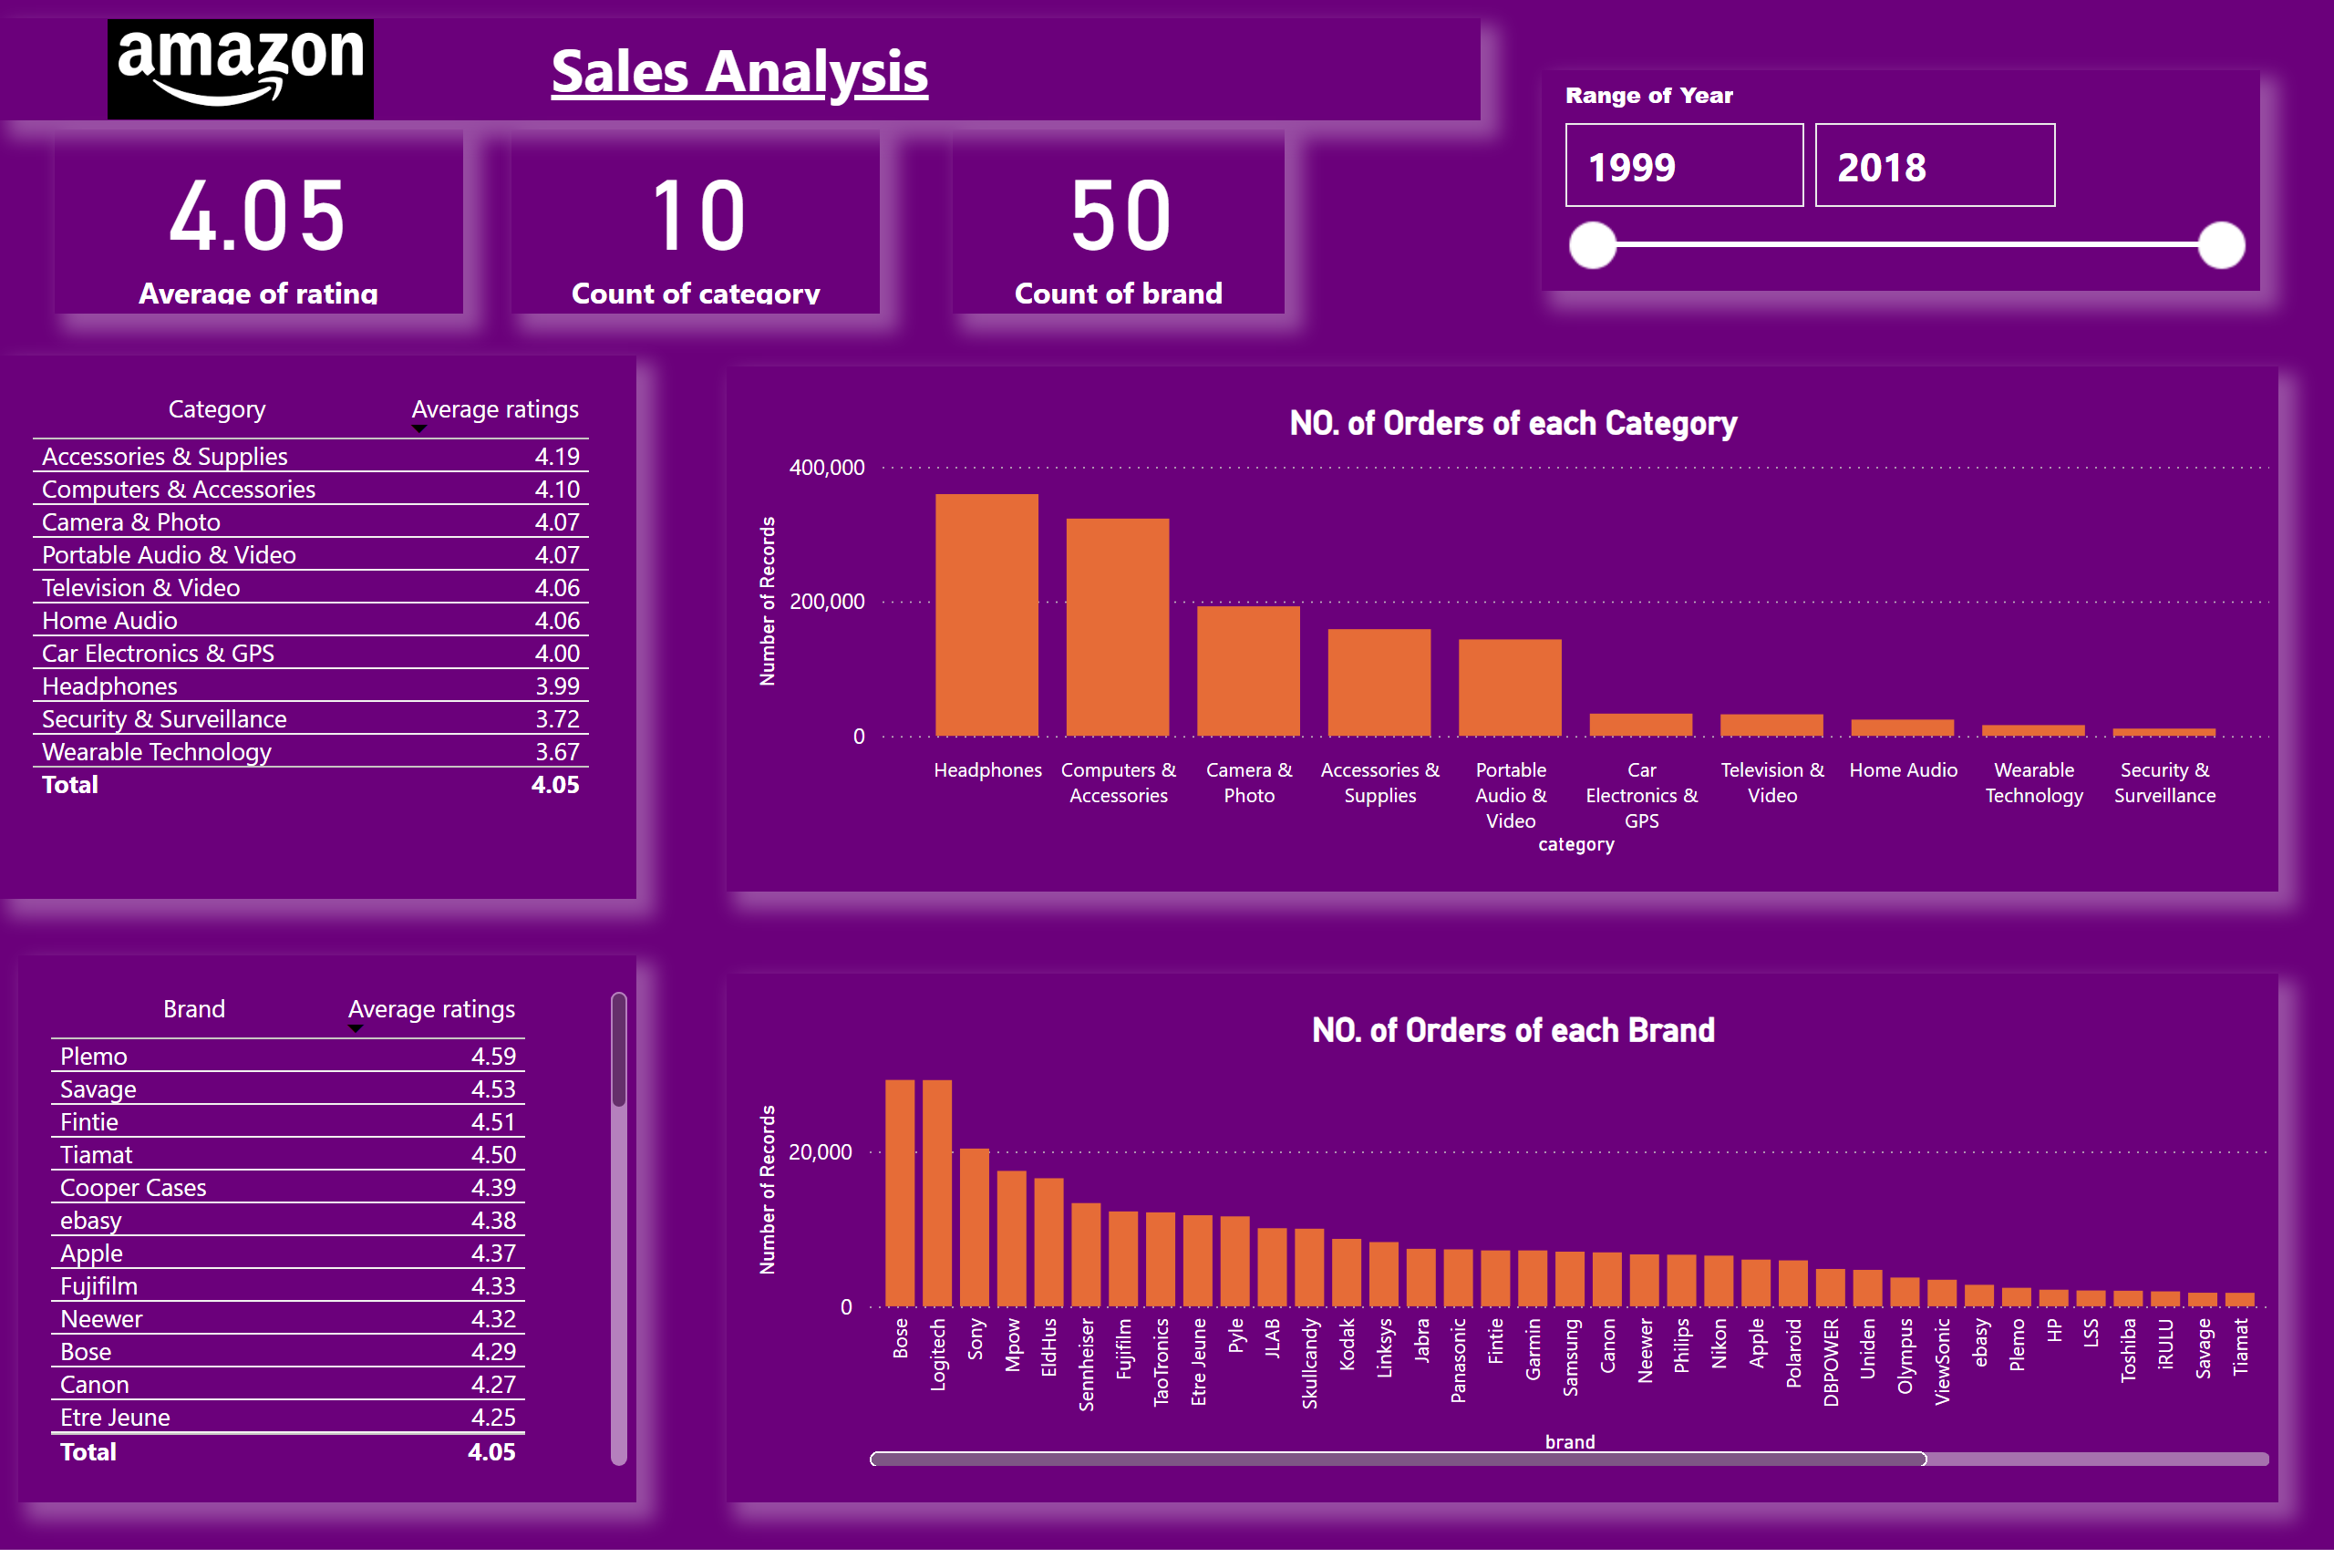 amazon
Sales Analysis
Range of Year
1999 2018
4.05
Average of rating
10
Count of category
50
Count of brand
Category Average ratings
Accessories & Supplies 4.19
Computers & Accessories 4.10
Camera & Photo 4.07
Portable Audio & Video 4.07
Television & Video 4.06
Home Audio 4.06
Car Electronics & GPS 4.00
Headphones 3.99
Security & Surveillance 3.72
Wearable Technology 3.67
Total 4.05
NO. of Orders of each Category
Number of Records
400,000
200,000
0
Headphones
Computers &
Accessories
Camera &
Photo
Accessories &
Supplies
Portable
Audio &
Video
Car
Electronics &
GPS
Television &
Video
Home Audio
Wearable
Technology
Security &
Surveillance
category
Brand Average ratings
Plemo 4.59
Savage 4.53
Fintie 4.51
Tiamat 4.50
Cooper Cases 4.39
ebasy 4.38
Apple 4.37
Fujifilm 4.33
Neewer 4.32
Bose 4.29
Canon 4.27
Etre Jeune 4.25
Total 4.05
NO. of Orders of each Brand
Number of Records
20,000
0
Bose
Logitech
Sony
Mpow
EldHus
Sennheiser
Fujifilm
TaoTronics
Etre Jeune
Pyle
JLAB
Skullcandy
Kodak
Linksys
Jabra
Panasonic
Fintie
Garmin
Samsung
Canon
Neewer
Philips
Nikon
Apple
Polaroid
DBPOWER
Uniden
Olympus
ViewSonic
ebasy
Plemo
HP
LSS
Toshiba
iRULU
Savage
Tiamat
brand